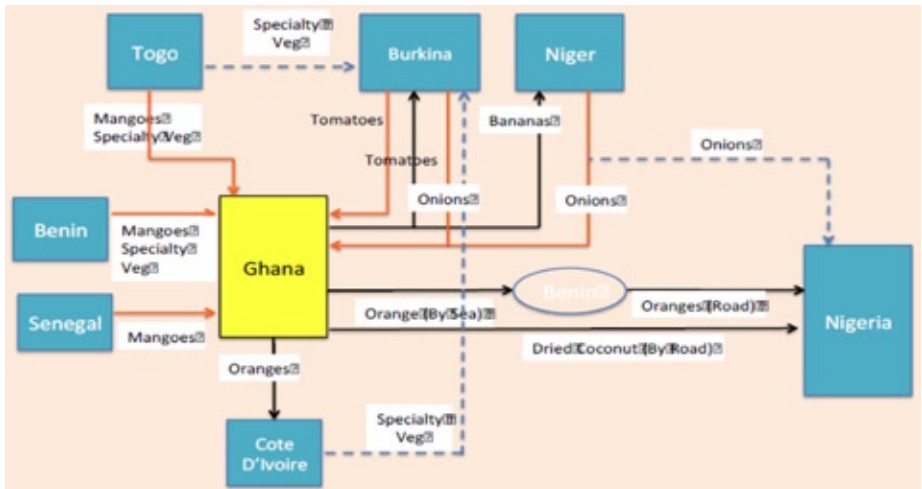 Specialty
Veg
Togo
Burkina
Niger
Mangoes
Specialty Veg
Tomatoes
Bananas
Tomatoes
Onions
Onions
Onions
Benin
Mangoes
Specialty
Veg
Ghana
Benin
Orange (By Sea)
Oranges (Road)
Nigeria
Senegal
Mangoes
Dried Coconut (By Road)
Oranges
Cote
D'Ivoire
Specialty
Veg